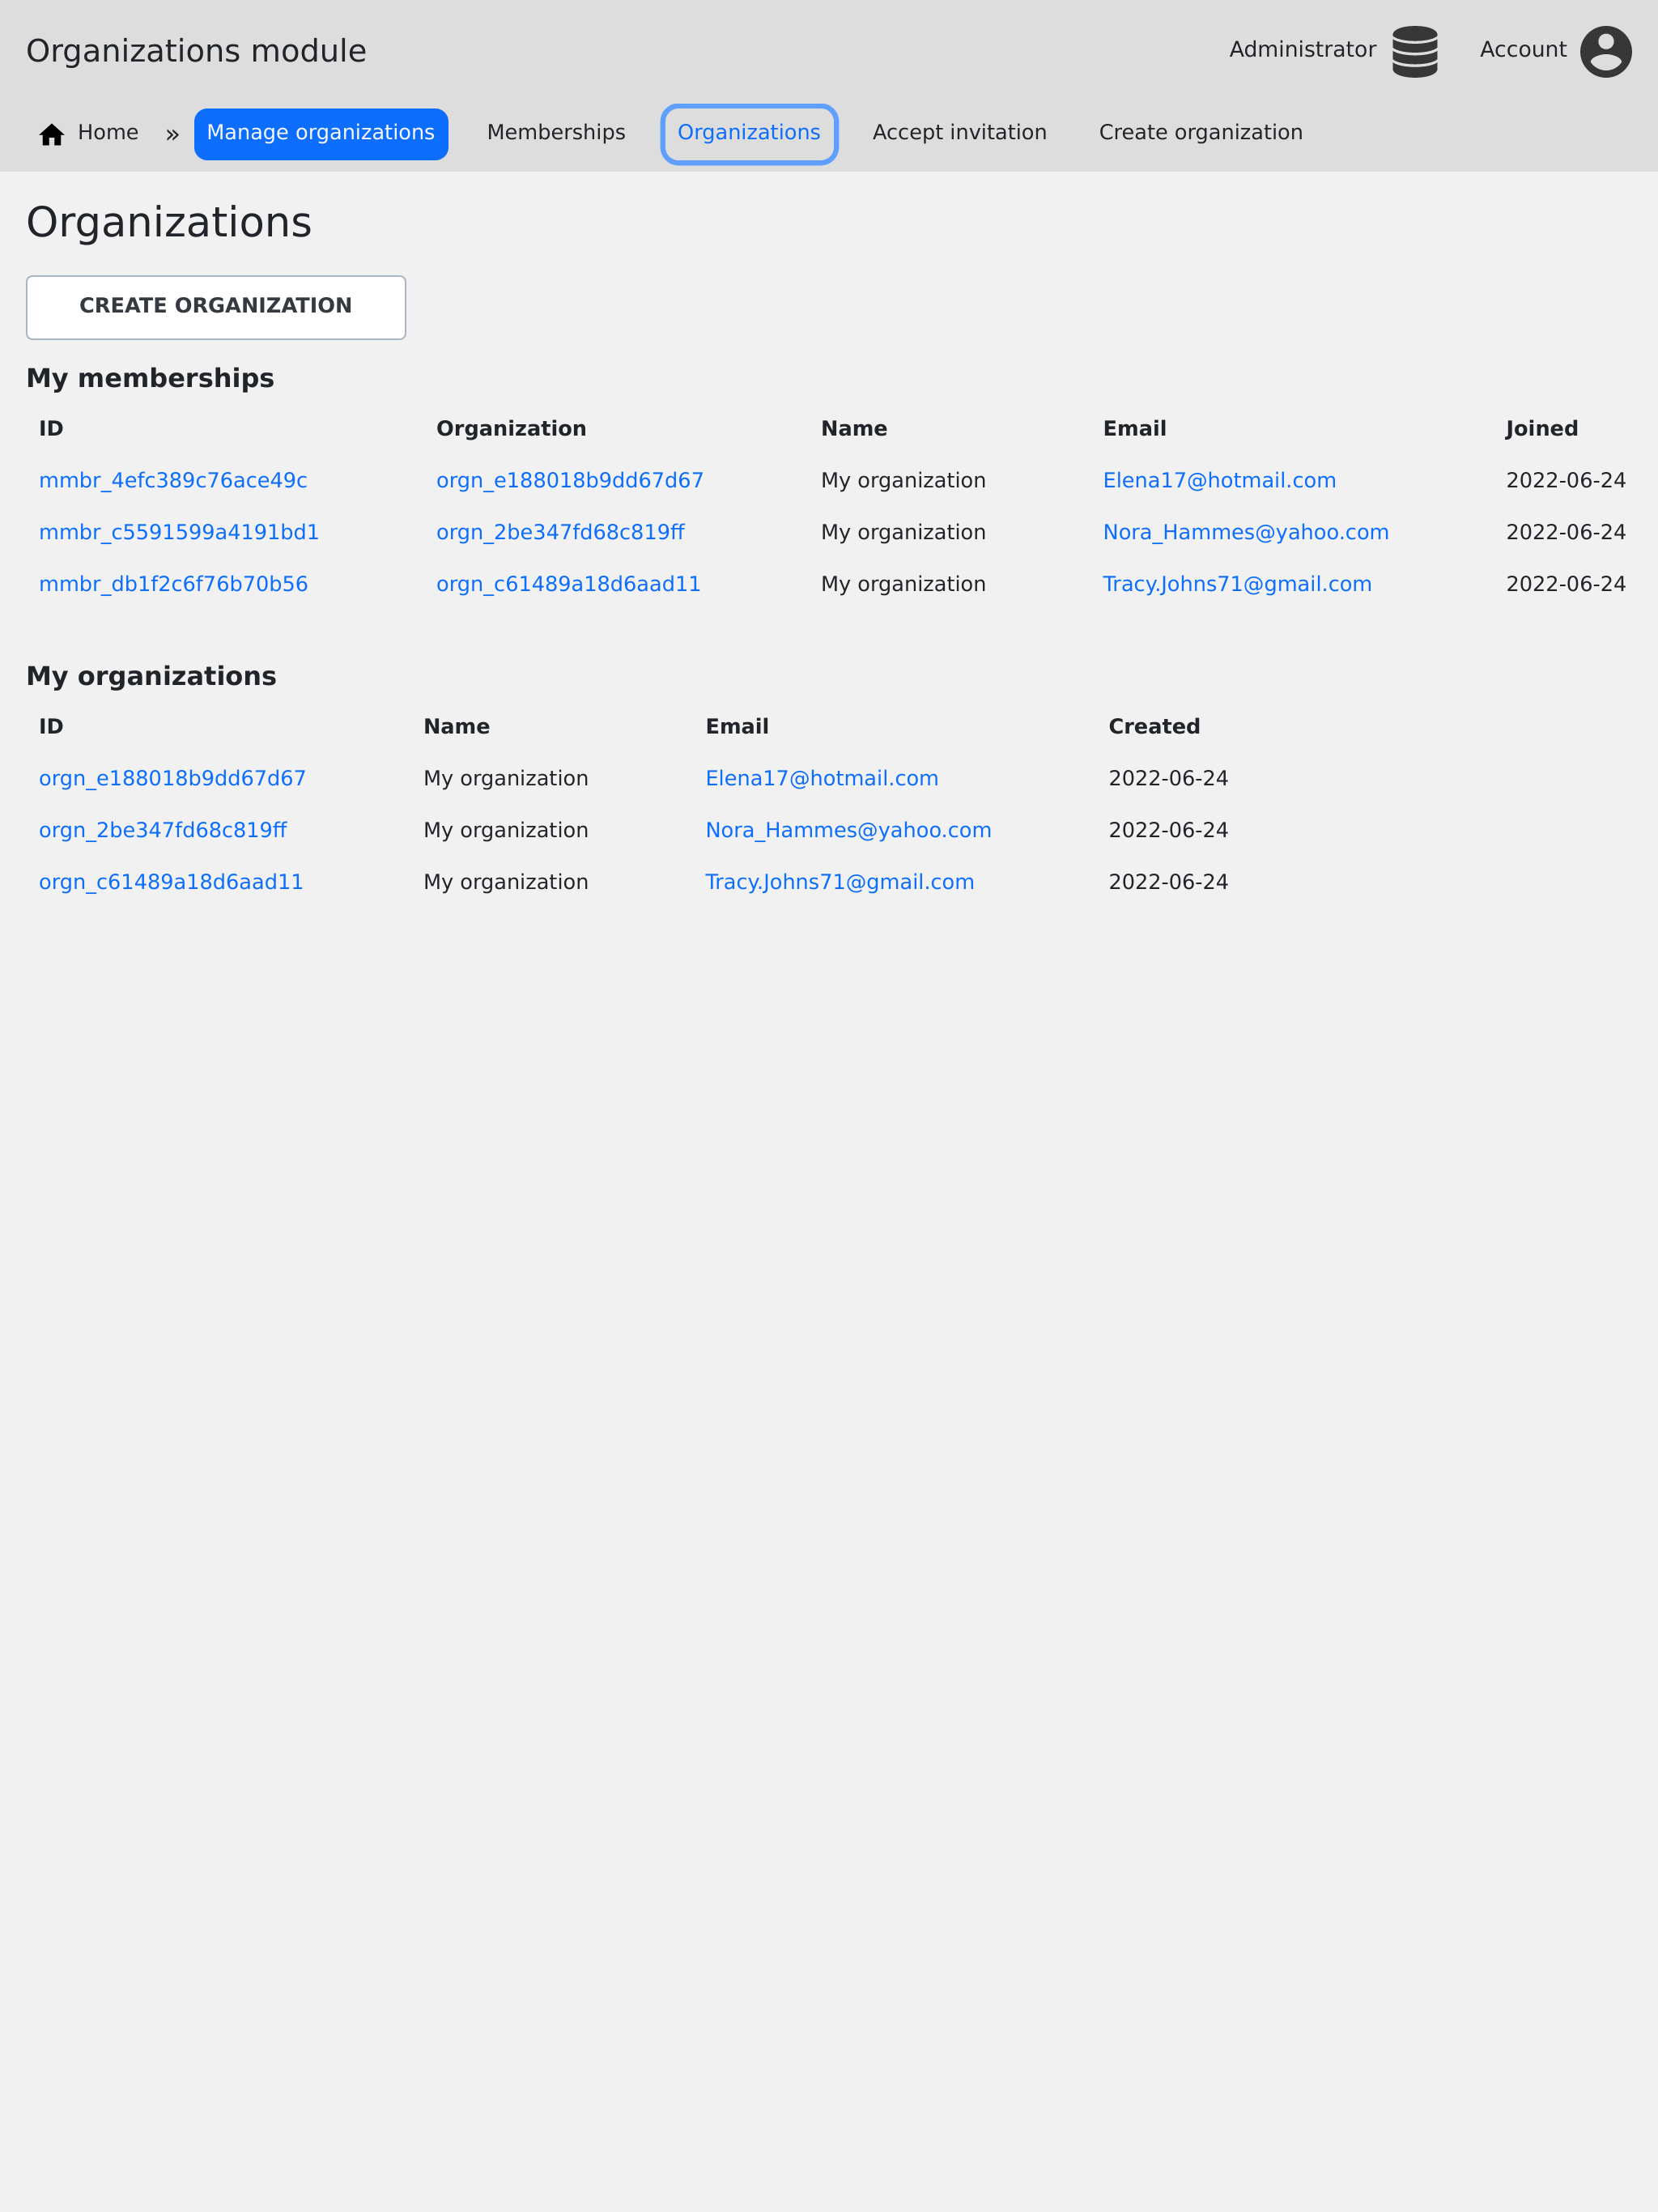 Organizations module
Administrator
Account
Home » Manage organizations Memberships Organizations Accept invitation Create organization
Organizations
CREATE ORGANIZATION
My memberships
ID Organization Name Email Joined
mmbr_4efc389c76ace49c orgn_e188018b9dd67d67 My organization Elena17@hotmail.com 2022-06-24
mmbr_c5591599a4191bd1 orgn_2be347fd68c819ff My organization Nora_Hammes@yahoo.com 2022-06-24
mmbr_db1f2c6f76b70b56 orgn_c61489a18d6aad11 My organization Tracy.Johns71@gmail.com 2022-06-24
My organizations
ID Name Email Created
orgn_e188018b9dd67d67 My organization Elena17@hotmail.com 2022-06-24
orgn_2be347fd68c819ff My organization Nora_Hammes@yahoo.com 2022-06-24
orgn_c61489a18d6aad11 My organization Tracy.Johns71@gmail.com 2022-06-24